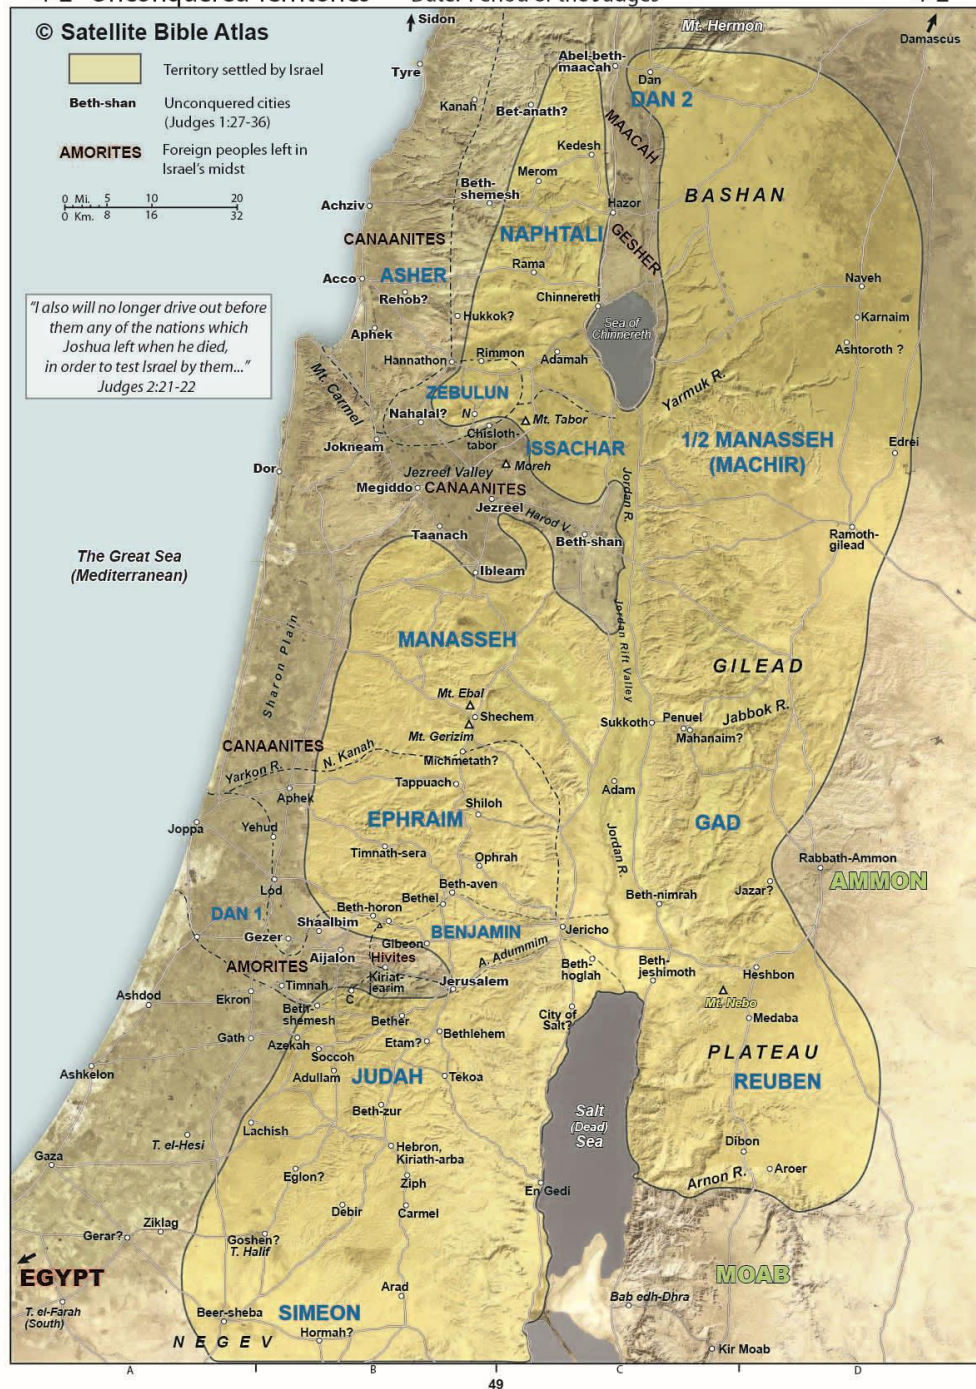 4-2 Unconquered Territories Date: Period of the Judges 4-2
© Satellite Bible Atlas
Territory settled by Israel
Beth-shan
Unconquered cities
(Judges 1:27-36)
AMORITES
Foreign peoples left in
Israel's midst
0 Mi. 5 10 20
0 Km. 8 16 32
"I also will no longer drive out before
them any of the nations which
Joshua left when he died,
in order to test Israel by them..."
Judges 2:21-22
Sidon
Mt. Hermon
Damascus
Tyre
Abel-beth-
maacah
Dan
DAN 2
Kanah
Bet-anath?
MAACAH
Kedesh
Merom
Beth-
shemesh
BASHAN
Achziv
Hazor
CANAANITES
NAPHTALI
GESHER
ASHER
Rama
Acco
Rehob?
Naveh
Chinnereth
Hukkok?
Sea of
Chinnereth
Karnaim
Aphek
Ashtoroth ?
Hannathon
Rimmon
Adamah
Yarmuk R.
Mt. Carmel
ZEBULUN
Nahalal?
N
Mt. Tabor
Chisloth-
tabor
ISSACHAR
1/2 MANASSEH
(MACHIR)
Edrei
Jokneam
Dor
Jezreel Valley
Moreh
Megiddo
CANAANITES
Jordan R.
Jezreel
Harod V.
Taanach
Beth-shan
Ramoth-
gilead
The Great Sea
(Mediterranean)
Ibleam
Jordan Rift Valley
MANASSEH
Sharon Plain
GILEAD
Mt. Ebal
Shechem
Mt. Gerizim
Sukkoth
Penuel
Jabbok R.
Mahanaim?
CANAANITES
N. Kanah
Michmetath?
Yarkon R.
Tappuach
Aphek
Adam
Shiloh
EPHRAIM
GAD
Joppa
Yehud
Jordan R.
Timnath-sera
Ophrah
Rabbath-Ammon
AMMON
Lod
Beth-aven
Bethel
Beth-nimrah
Jazar?
DAN 1
Beth-horon
Shaalbim
BENJAMIN
Jericho
Gezer
Gibeon
Hivites
A. Adummim
Aijalon
AMORITES
Kiriat-
jearim
Beth-
hoglah
Beth-
jeshimoth
Heshbon
Timnah
Jerusalem
Mt. Nebo
Ashdod
Ekron
C
Beth-
shemesh
Bether
City of
Salt?
Medaba
Gath
Azekah
Etam?
Bethlehem
Soccoh
PLATEAU
Ashkelon
Adullam
JUDAH
Tekoa
REUBEN
Beth-zur
Salt
(Dead)
Sea
Lachish
T. el-Hesi
Hebron,
Kiriath-arba
Dibon
Gaza
Eglon?
Ziph
Aroer
Arnon R.
En Gedi
Debir
Carmel
Ziklag
Gerar?
Goshen?
T. Halif
EGYPT
MOAB
Arad
T. el-Farah
(South)
Beer-sheba
SIMEON
Bab edh-Dhra
Hormah?
NEGEV
Kir Moab
A B C D
49